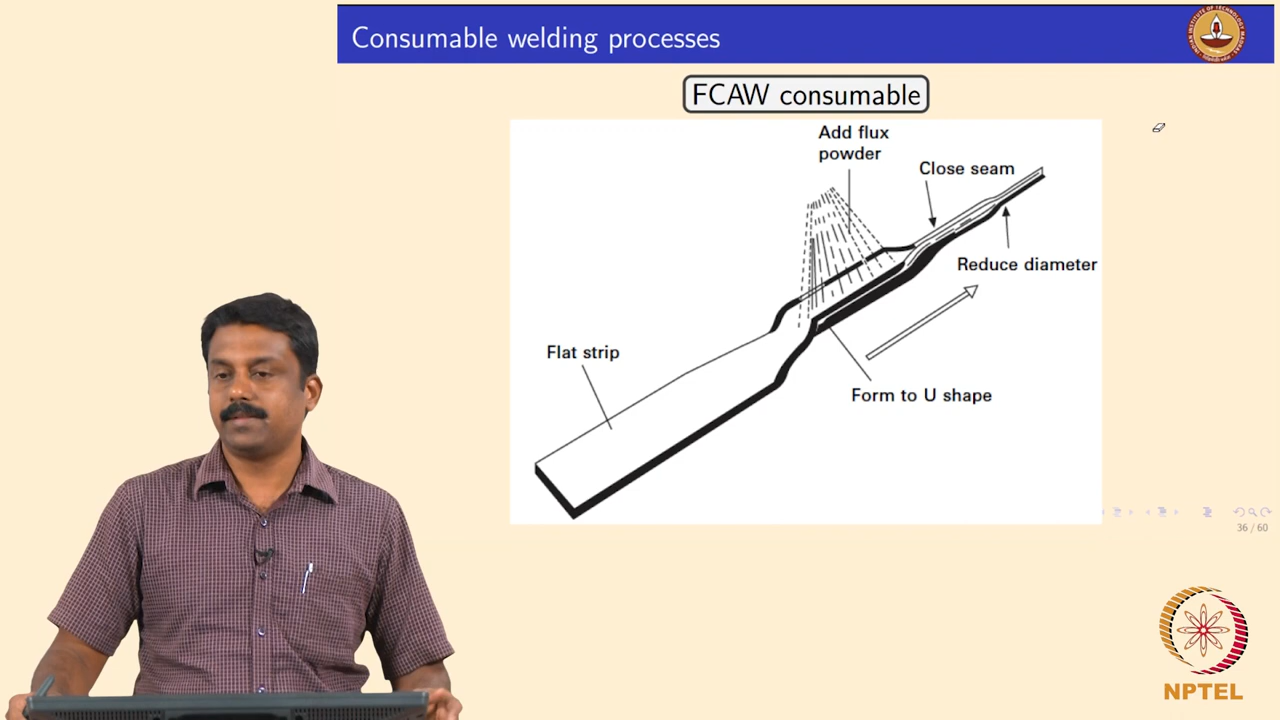 Consumable welding processes
FCAW consumable
Add flux
powder
Close seam
Reduce diameter
Flat strip
Form to U shape
36 / 60
NPTEL